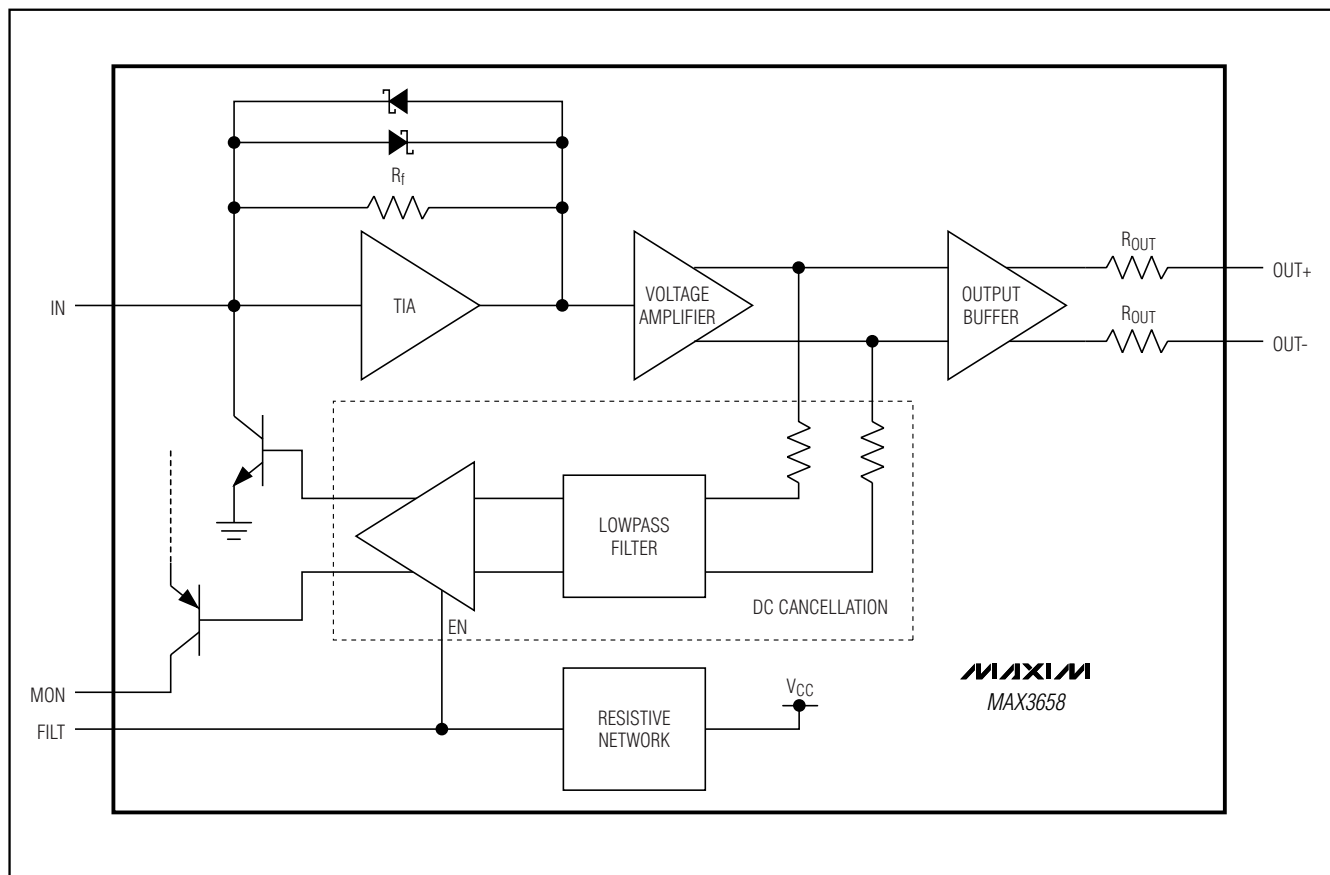 Rf
IN
TIA
VOLTAGE
AMPLIFIER
OUTPUT
BUFFER
ROUT
OUT+
ROUT
OUT-
LOWPASS
FILTER
DC CANCELLATION
EN
MON
FILT
RESISTIVE
NETWORK
VCC
MAXIM
MAX3658